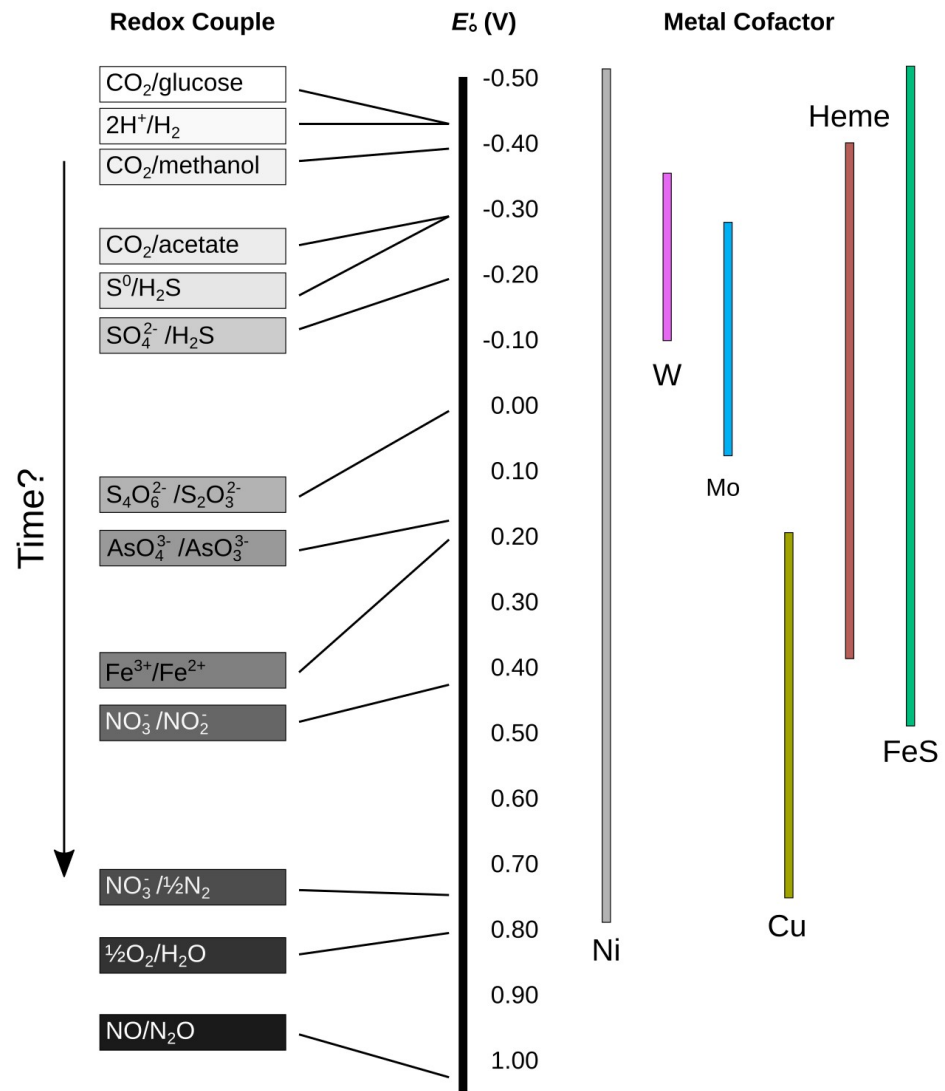 Redox Couple
E₀′ (V)
Metal Cofactor
CO₂/glucose
2H⁺/H₂
CO₂/methanol
CO₂/acetate
S⁰/H₂S
SO₄²⁻ /H₂S
S₄O₆²⁻ /S₂O₃²⁻
AsO₄³⁻ /AsO₃³⁻
Fe³⁺/Fe²⁺
NO₃⁻ /NO₂⁻
NO₃⁻ /½N₂
½O₂/H₂O
NO/N₂O
Time?
-0.50
-0.40
-0.30
-0.20
-0.10
0.00
0.10
0.20
0.30
0.40
0.50
0.60
0.70
0.80
0.90
1.00
Ni
W
Mo
Cu
Heme
FeS